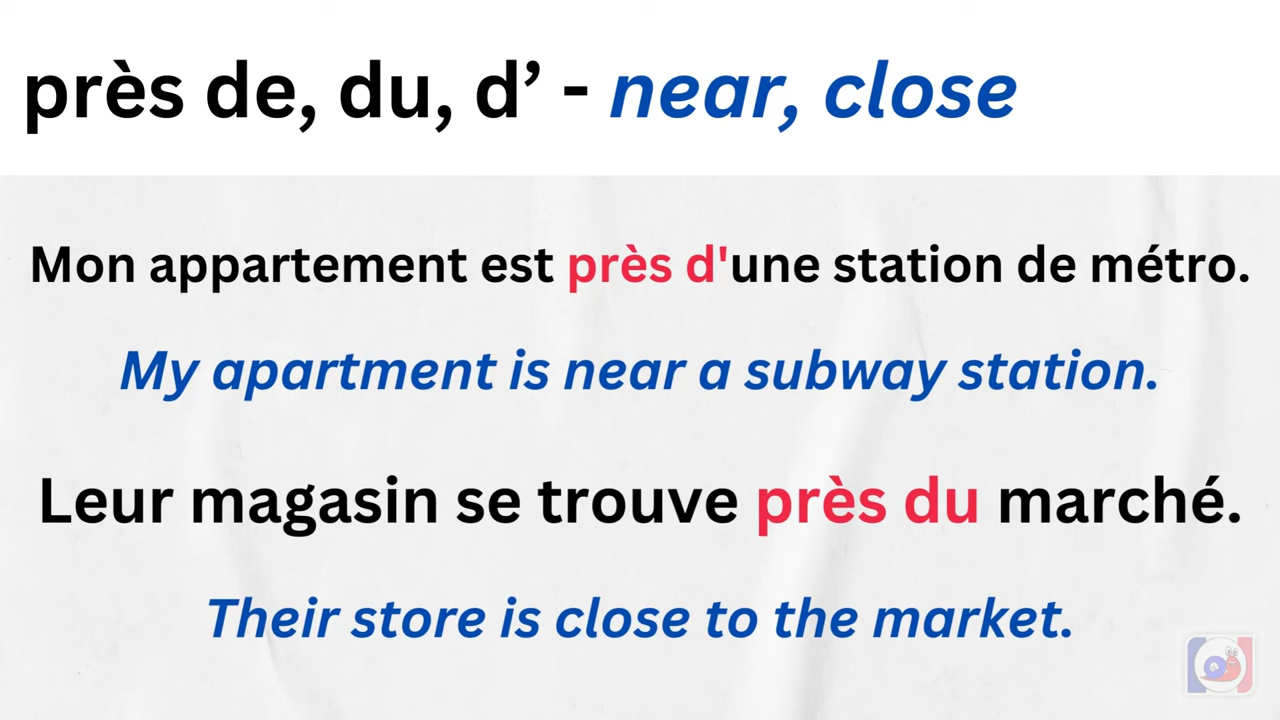 près de, du, d’ - near, close
Mon appartement est près d'une station de métro.
My apartment is near a subway station.
Leur magasin se trouve près du marché.
Their store is close to the market.